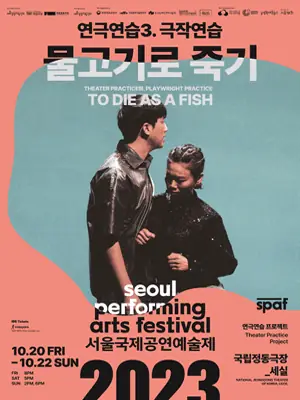 연극연습3. 극작연습
물고기로 죽기
THEATER PRACTICE III, PLAYWRIGHT PRACTICE
TO DIE AS A FISH
seoul
performing
arts festival
서울국제공연예술제
10.20 FRI
– 10.22 SUN
FRI 8PM
SAT 5PM
SUN 2PM, 6PM
spaf
연극연습 프로젝트
Theater Practice
Project
국립정동극장
_세실
2023